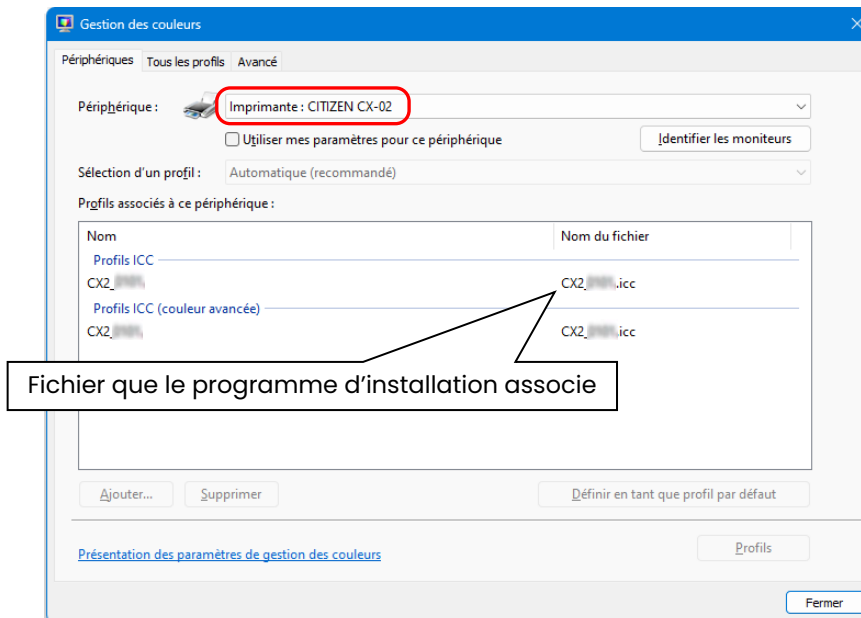 Gestion des couleurs
Périphériques Tous les profils Avancé
Périphérique : Imprimante : CITIZEN CX-02
Utiliser mes paramètres pour ce périphérique Identifier les moniteurs
Sélection d'un profil : Automatique (recommandé)
Profils associés à ce périphérique :
Nom Nom du fichier
Profils ICC
CX2_ CX2_ .icc
Profils ICC (couleur avancée)
CX2_ CX2_ .icc
Fichier que le programme d’installation associe
Ajouter... Supprimer Définir en tant que profil par défaut
Présentation des paramètres de gestion des couleurs Profils
Fermer